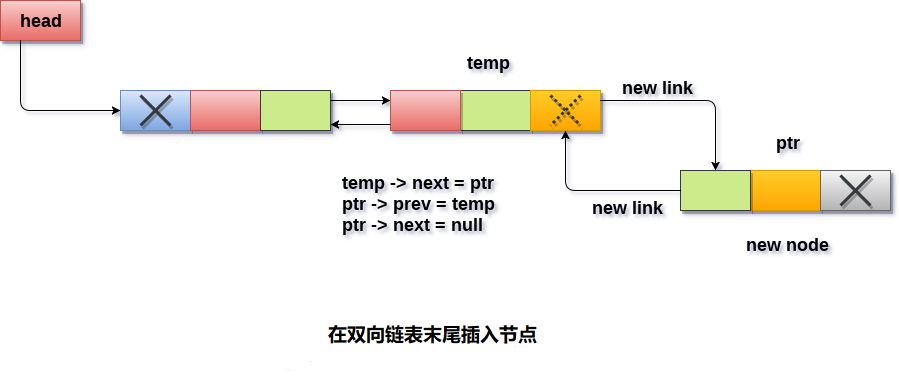 head
temp
new link
ptr
temp -> next = ptr
ptr -> prev = temp
ptr -> next = null
new link
new node
在双向链表末尾插入节点